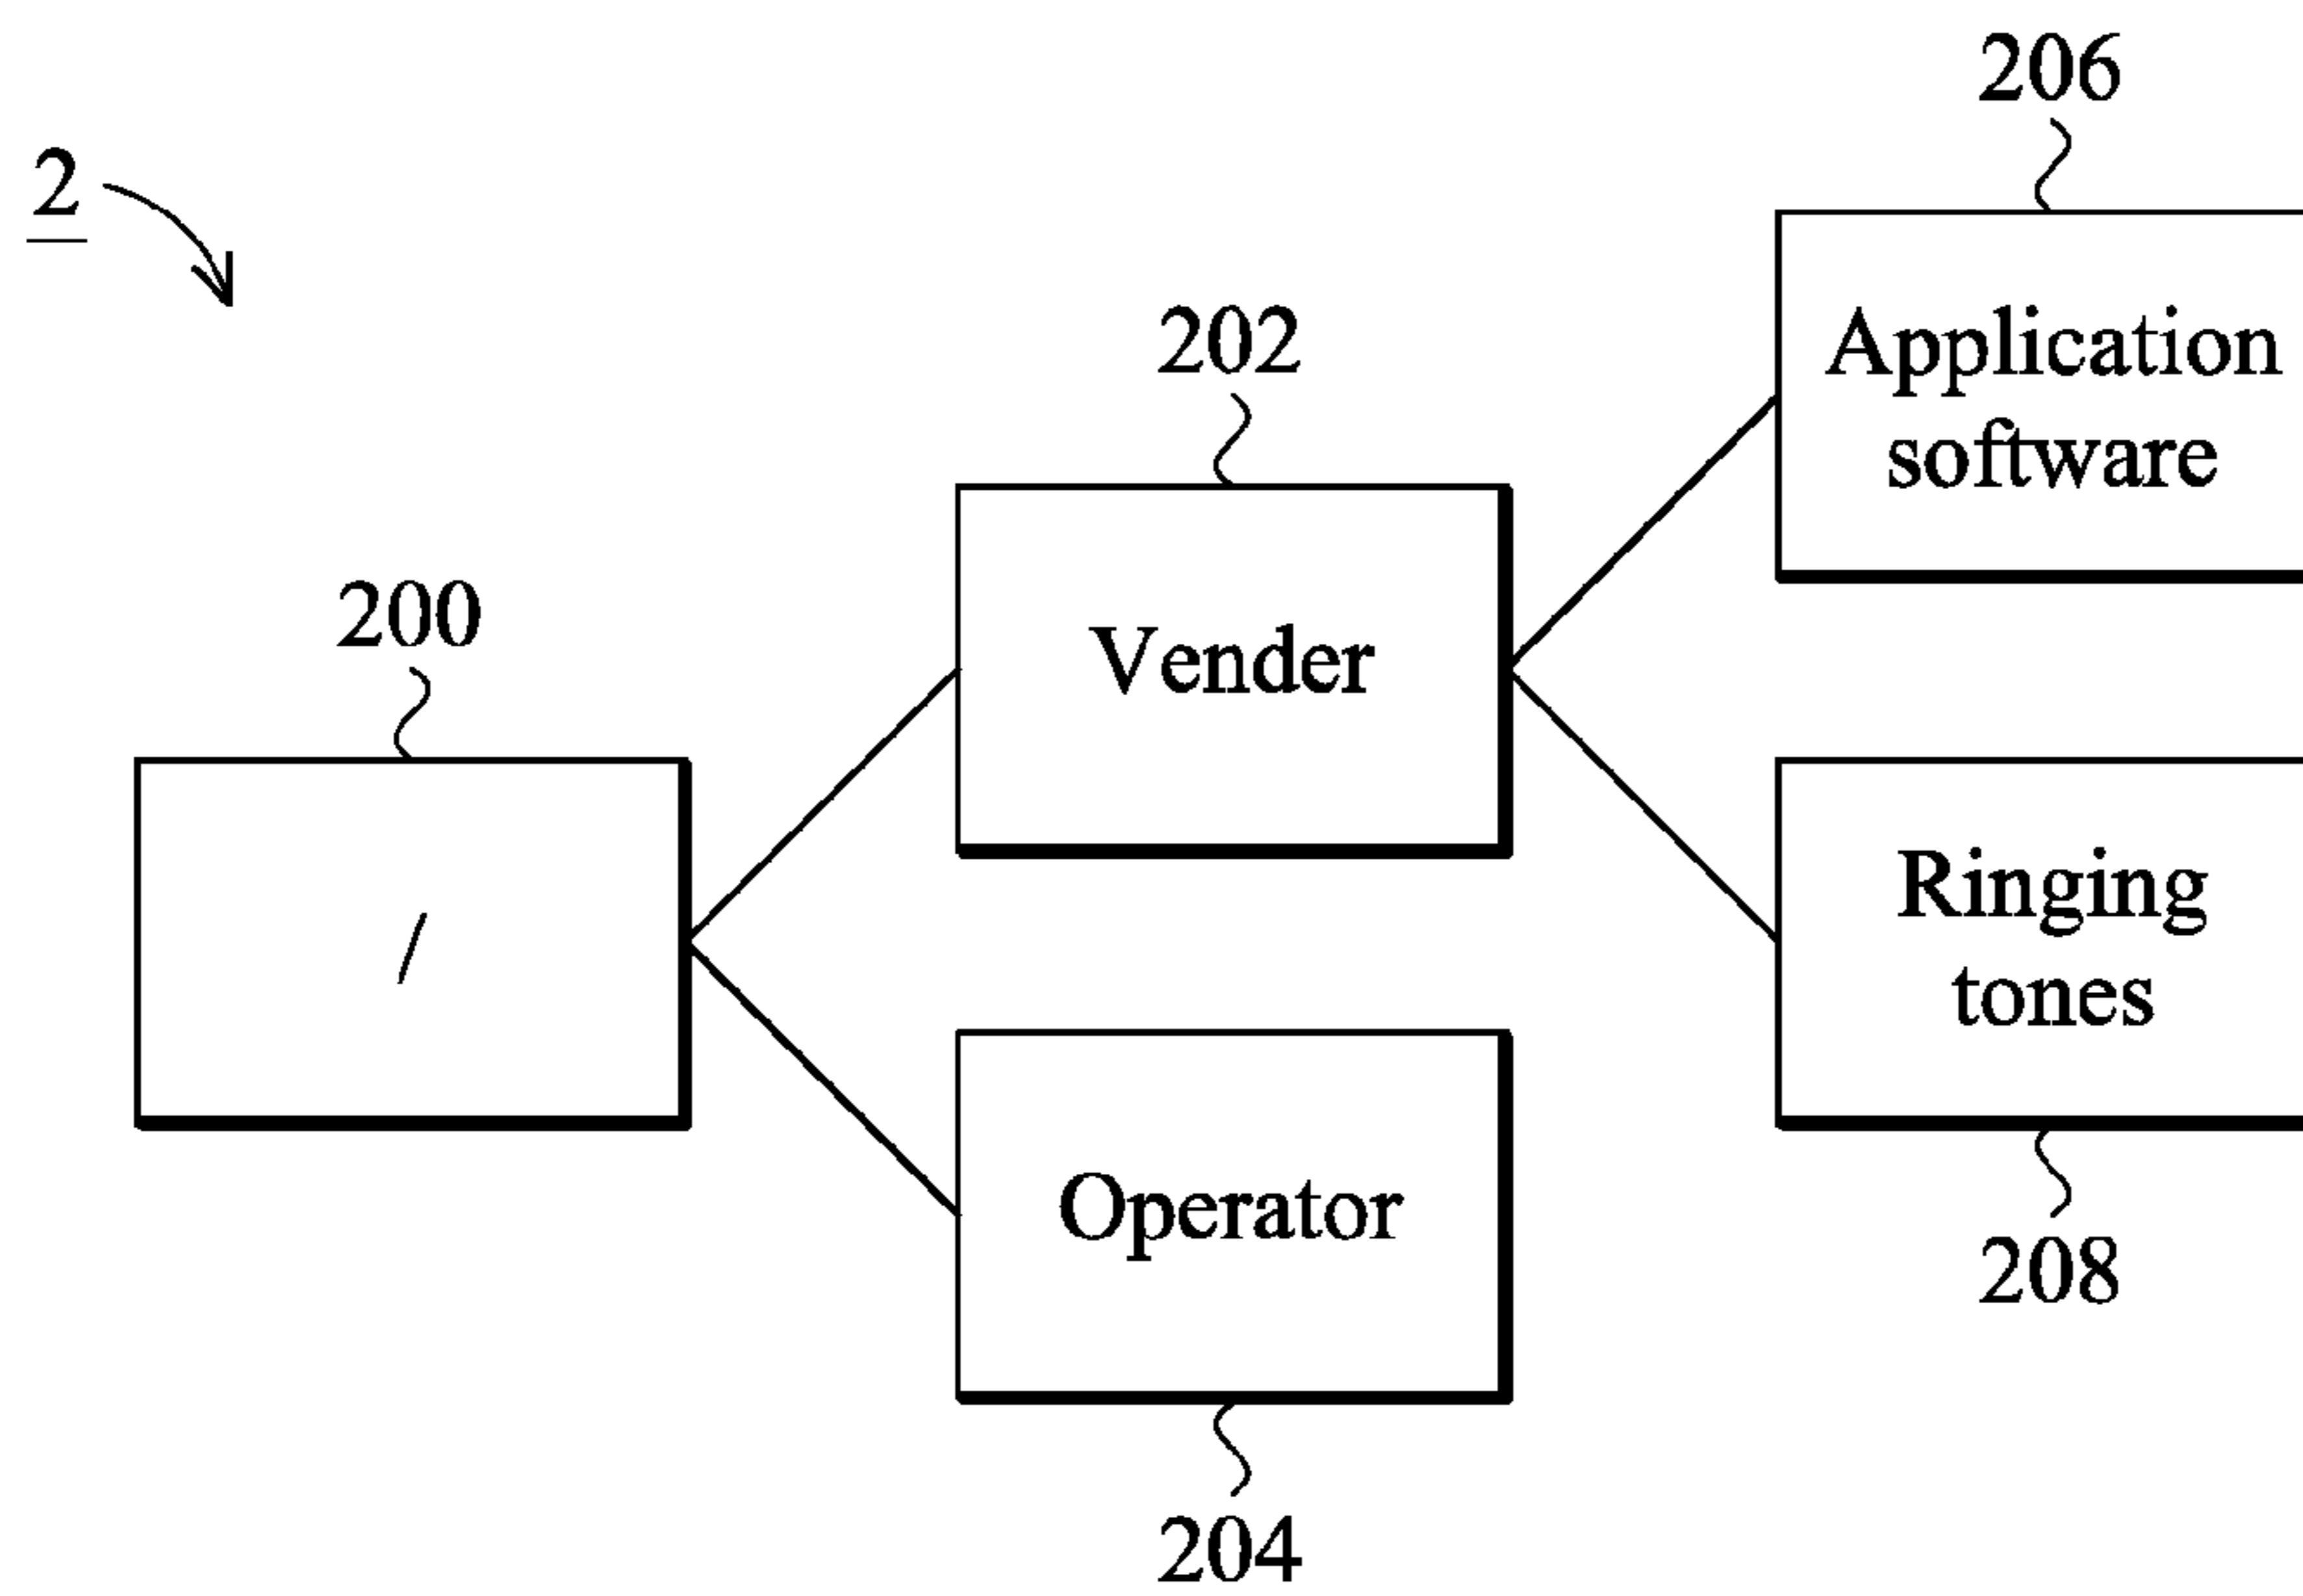 206
2
202
Application
software
200
Vender
Ringing
/
tones
Operator
208
204